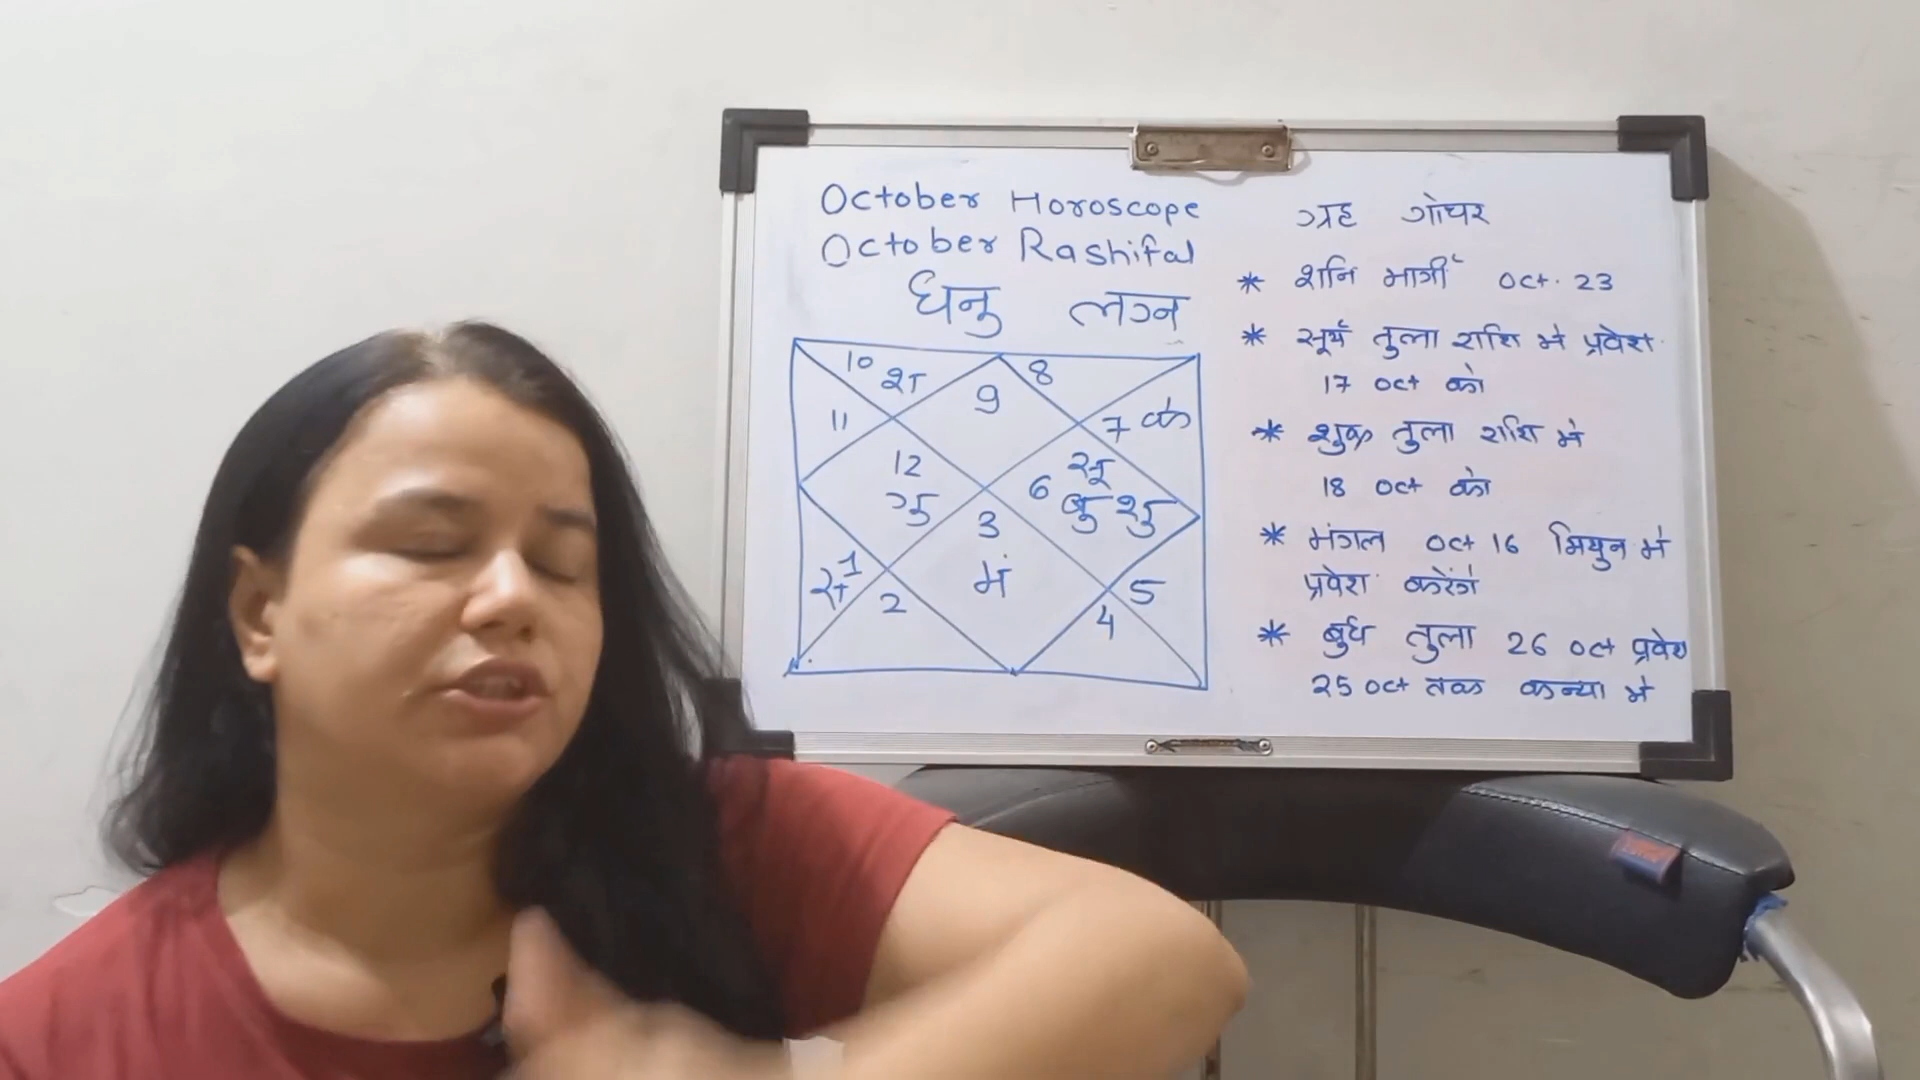 October Horoscope
October Rashifal
धनु लग्न
10 श
8
9
11
7 के
12
गु
6 सू
बु शु
3
मं
1
रा
2
5
4
ग्रह गोचर
* शनि मार्गी Oct. 23
* सूर्य तुला राशि में प्रवेश
17 Oct को
* शुक्र तुला राशि में
18 Oct को
* मंगल Oct 16 मिथुन में
प्रवेश करेंगे
* बुध तुला 26 Oct प्रवेश
25 Oct तक कन्या में